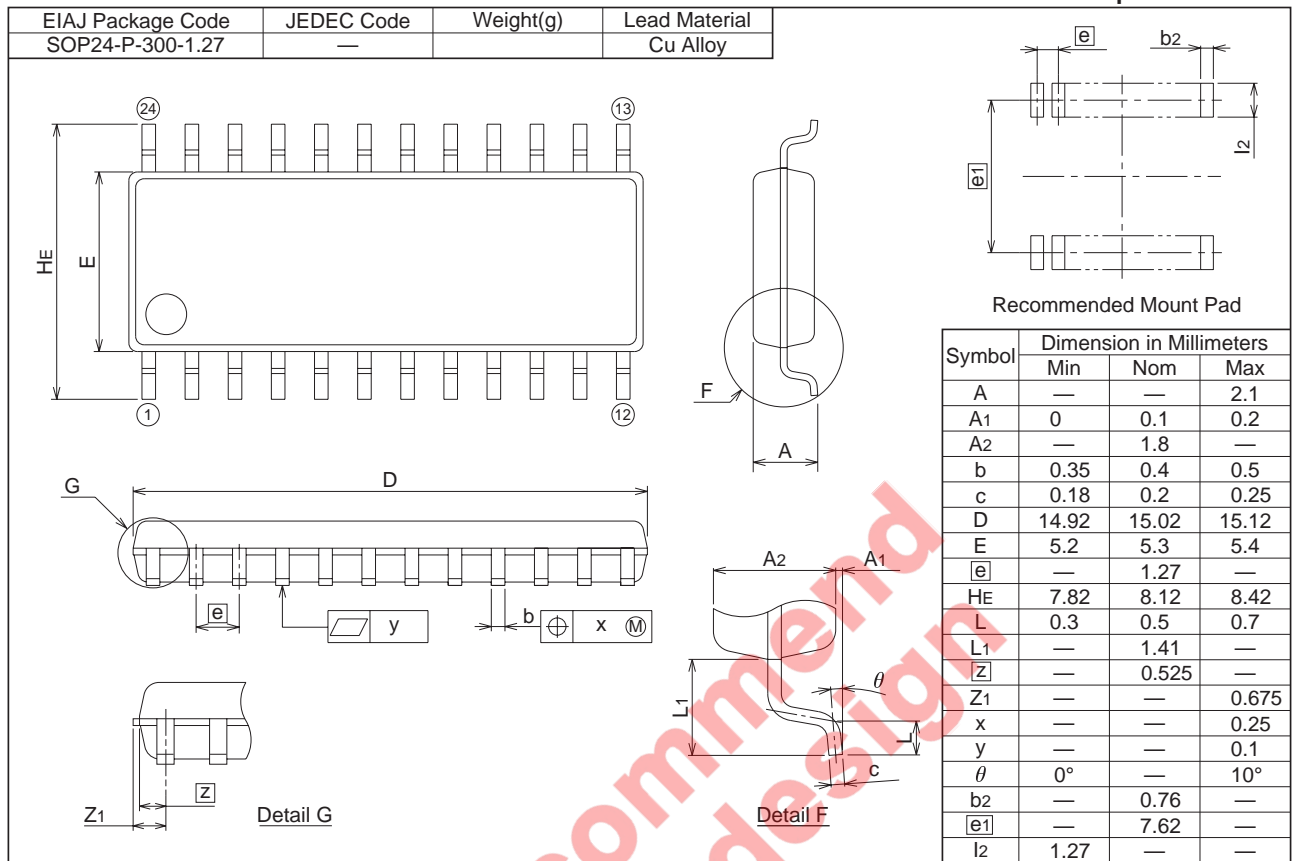 EIAJ Package Code JEDEC Code Weight(g) Lead Material
SOP24-P-300-1.27 — Cu Alloy
24 13
HE
E
1 12
F
A
e
b2
e1
I2
Recommended Mount Pad
G
D
e
y
b
x M
Z1
z
Detail G
A2
A1
L1
θ
L
c
Detail F
Symbol Dimension in Millimeters
Min Nom Max
A — — 2.1
A1 0 0.1 0.2
A2 — 1.8 —
b 0.35 0.4 0.5
c 0.18 0.2 0.25
D 14.92 15.02 15.12
E 5.2 5.3 5.4
e — 1.27 —
HE 7.82 8.12 8.42
L 0.3 0.5 0.7
L1 — 1.41 —
z — 0.525 —
Z1 — — 0.675
x — — 0.25
y — — 0.1
θ 0° — 10°
b2 — 0.76 —
e1 — 7.62 —
I2 1.27 — —